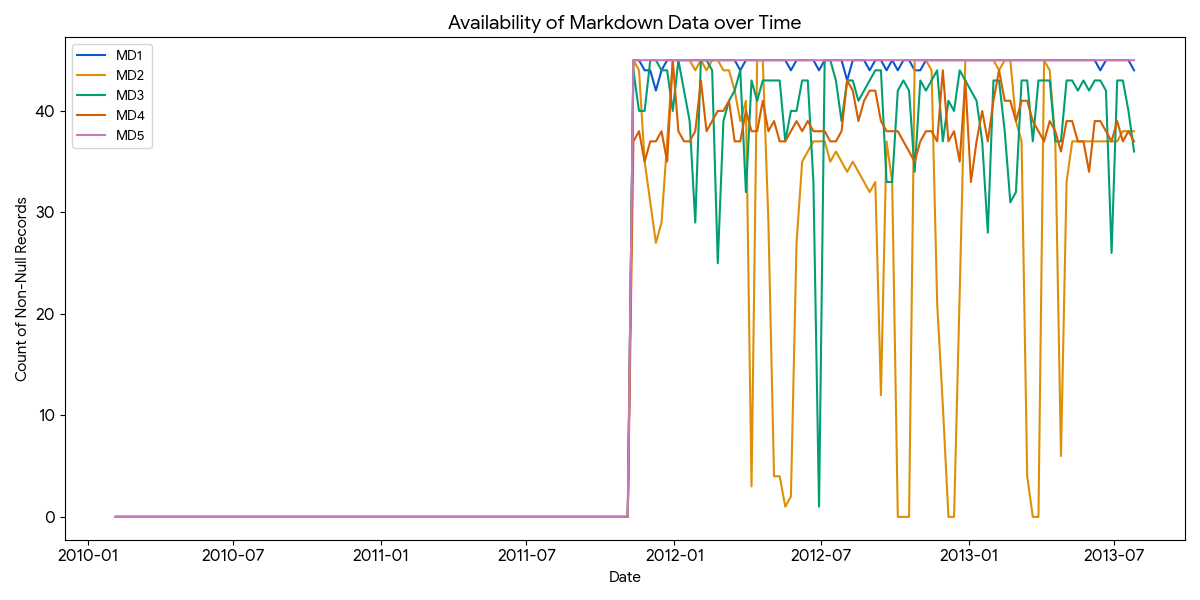 Availability of Markdown Data over Time
MD1
MD2
MD3
MD4
MD5
Count of Non-Null Records
40
30
20
10
0
2010-01
2010-07
2011-01
2011-07
2012-01
2012-07
2013-01
2013-07
Date